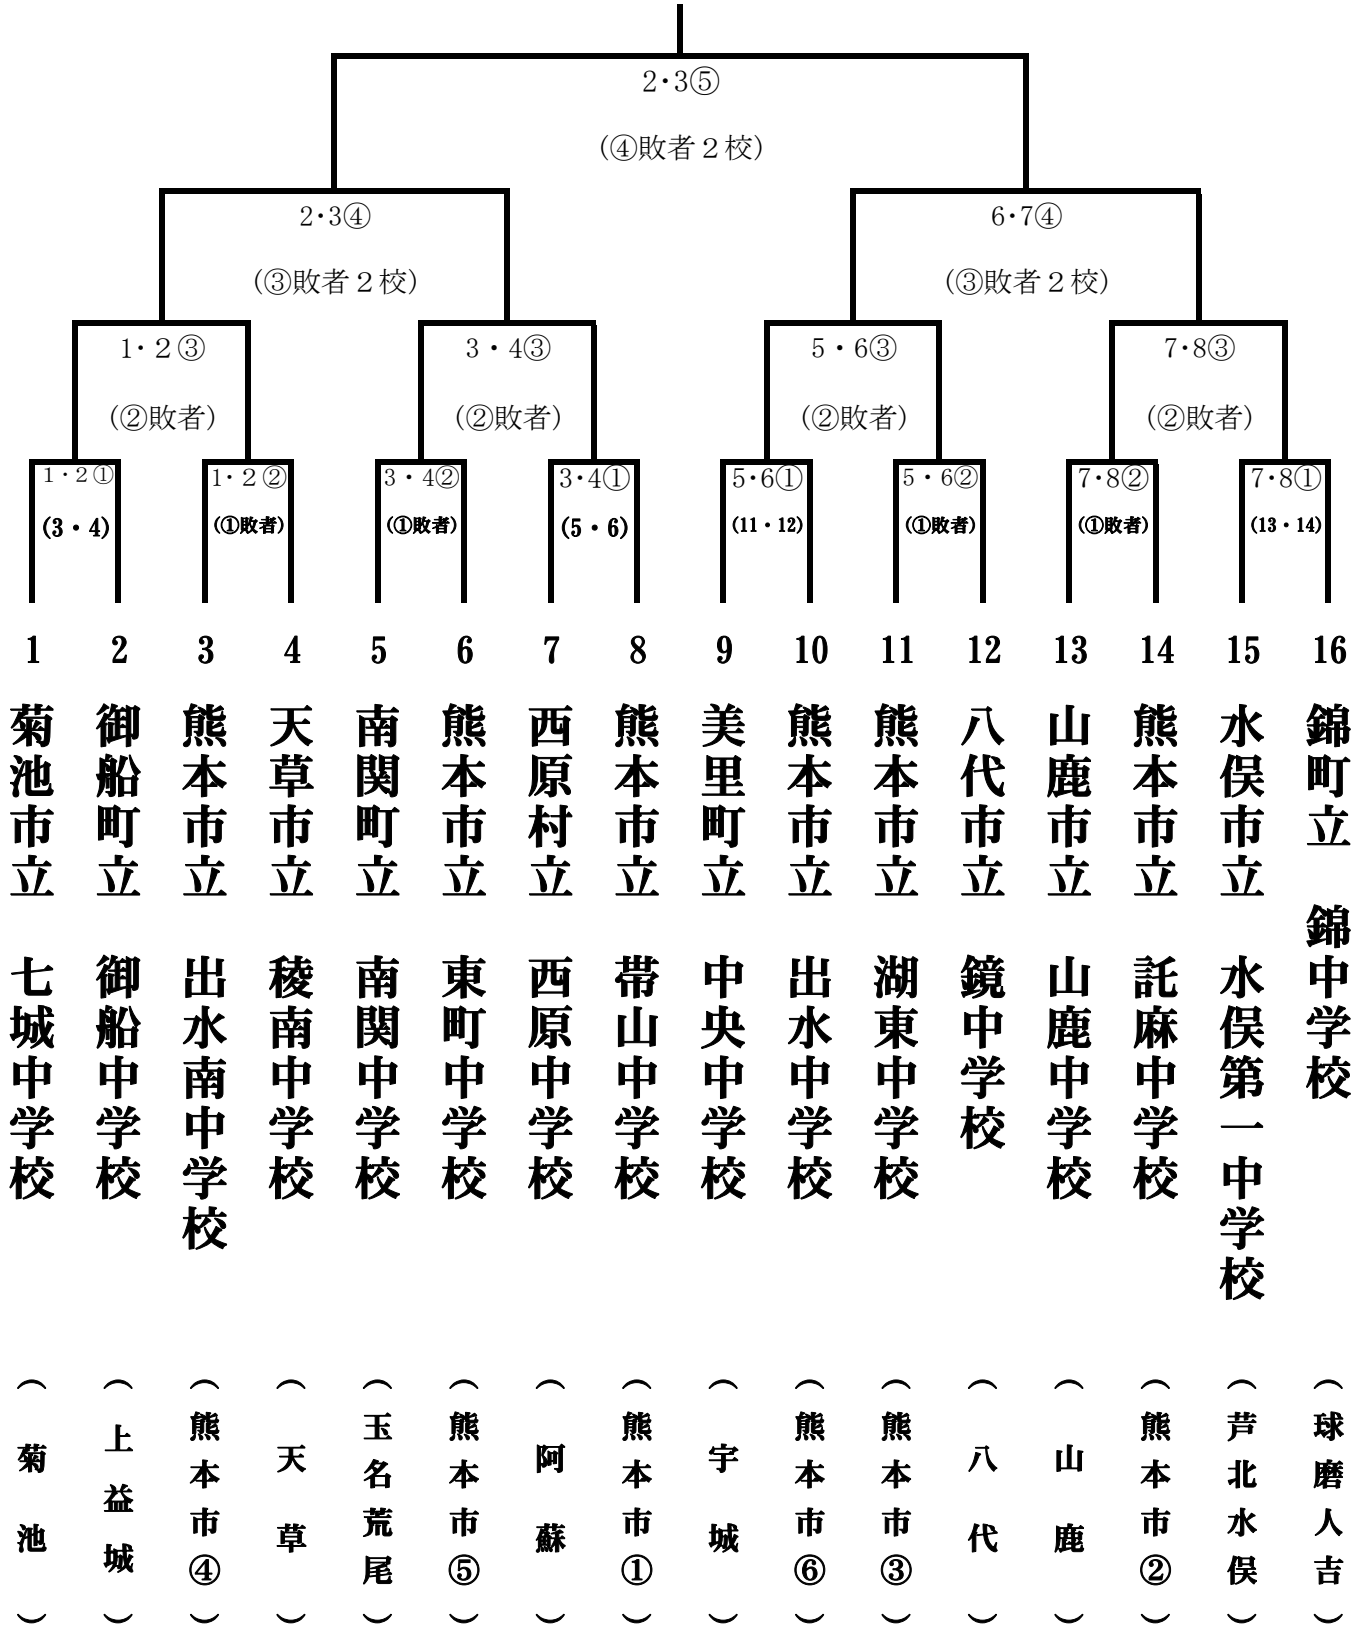 2・3⑤
(④敗者２校)
2・3④
6・7④
(③敗者２校)
(③敗者２校)
1・２③
3・4③
5・6③
7・8③
(②敗者)
(②敗者)
(②敗者)
(②敗者)
1・２①
1・２②
3・4②
3・4①
5・6①
5・6②
7・8②
7・8①
(3・4)
(①敗者)
(①敗者)
(5・6)
(11・12)
(①敗者)
(①敗者)
(13・14)
1
2
3
4
5
6
7
8
9
10
11
12
13
14
15
16
菊池市立　七城中学校
御船町立　御船中学校
熊本市立　出水南中学校
天草市立　稜南中学校
南関町立　南関中学校
熊本市立　東町中学校
西原村立　西原中学校
熊本市立　帯山中学校
美里町立　中央中学校
熊本市立　出水中学校
熊本市立　湖東中学校
八代市立　鏡中学校
山鹿市立　山鹿中学校
熊本市立　託麻中学校
水俣市立　水俣第一中学校
錦町立　錦中学校
（菊池）
（上益城）
（熊本市④）
（天草）
（玉名荒尾）
（熊本市⑤）
（阿蘇）
（熊本市①）
（宇城）
（熊本市⑥）
（熊本市③）
（八代）
（山鹿）
（熊本市②）
（芦北水俣）
（球磨人吉）